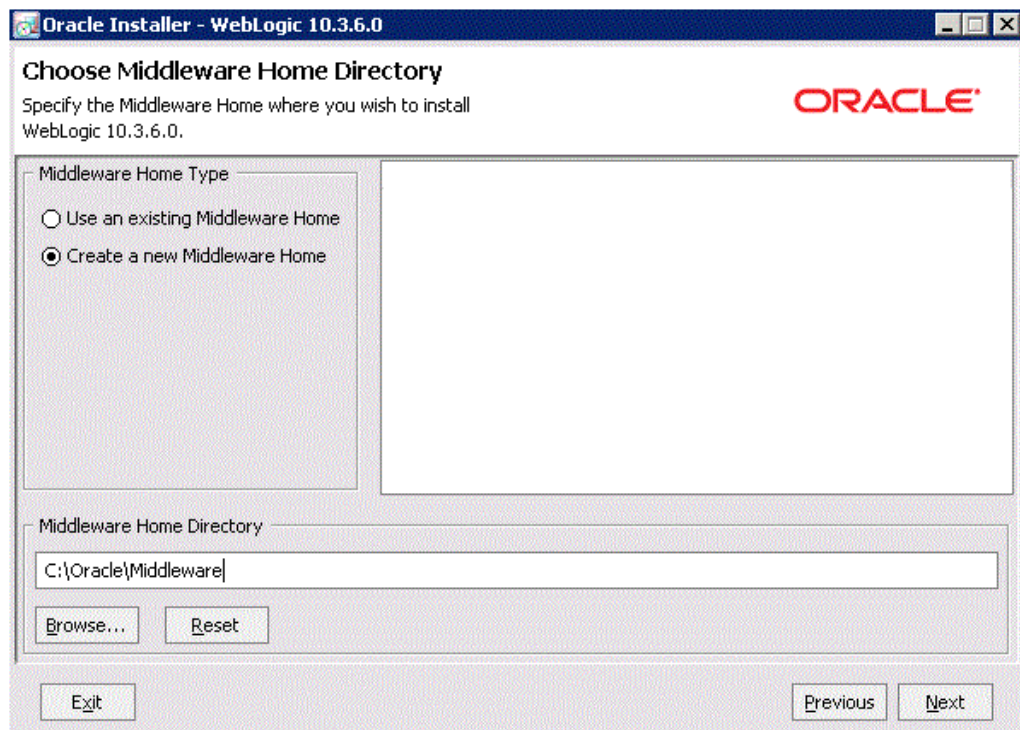 Oracle Installer - WebLogic 10.3.6.0
Choose Middleware Home Directory
Specify the Middleware Home where you wish to install
WebLogic 10.3.6.0.
ORACLE
Middleware Home Type
Use an existing Middleware Home
Create a new Middleware Home
Middleware Home Directory
C:\Oracle\Middleware
Browse... Reset
Exit Previous Next